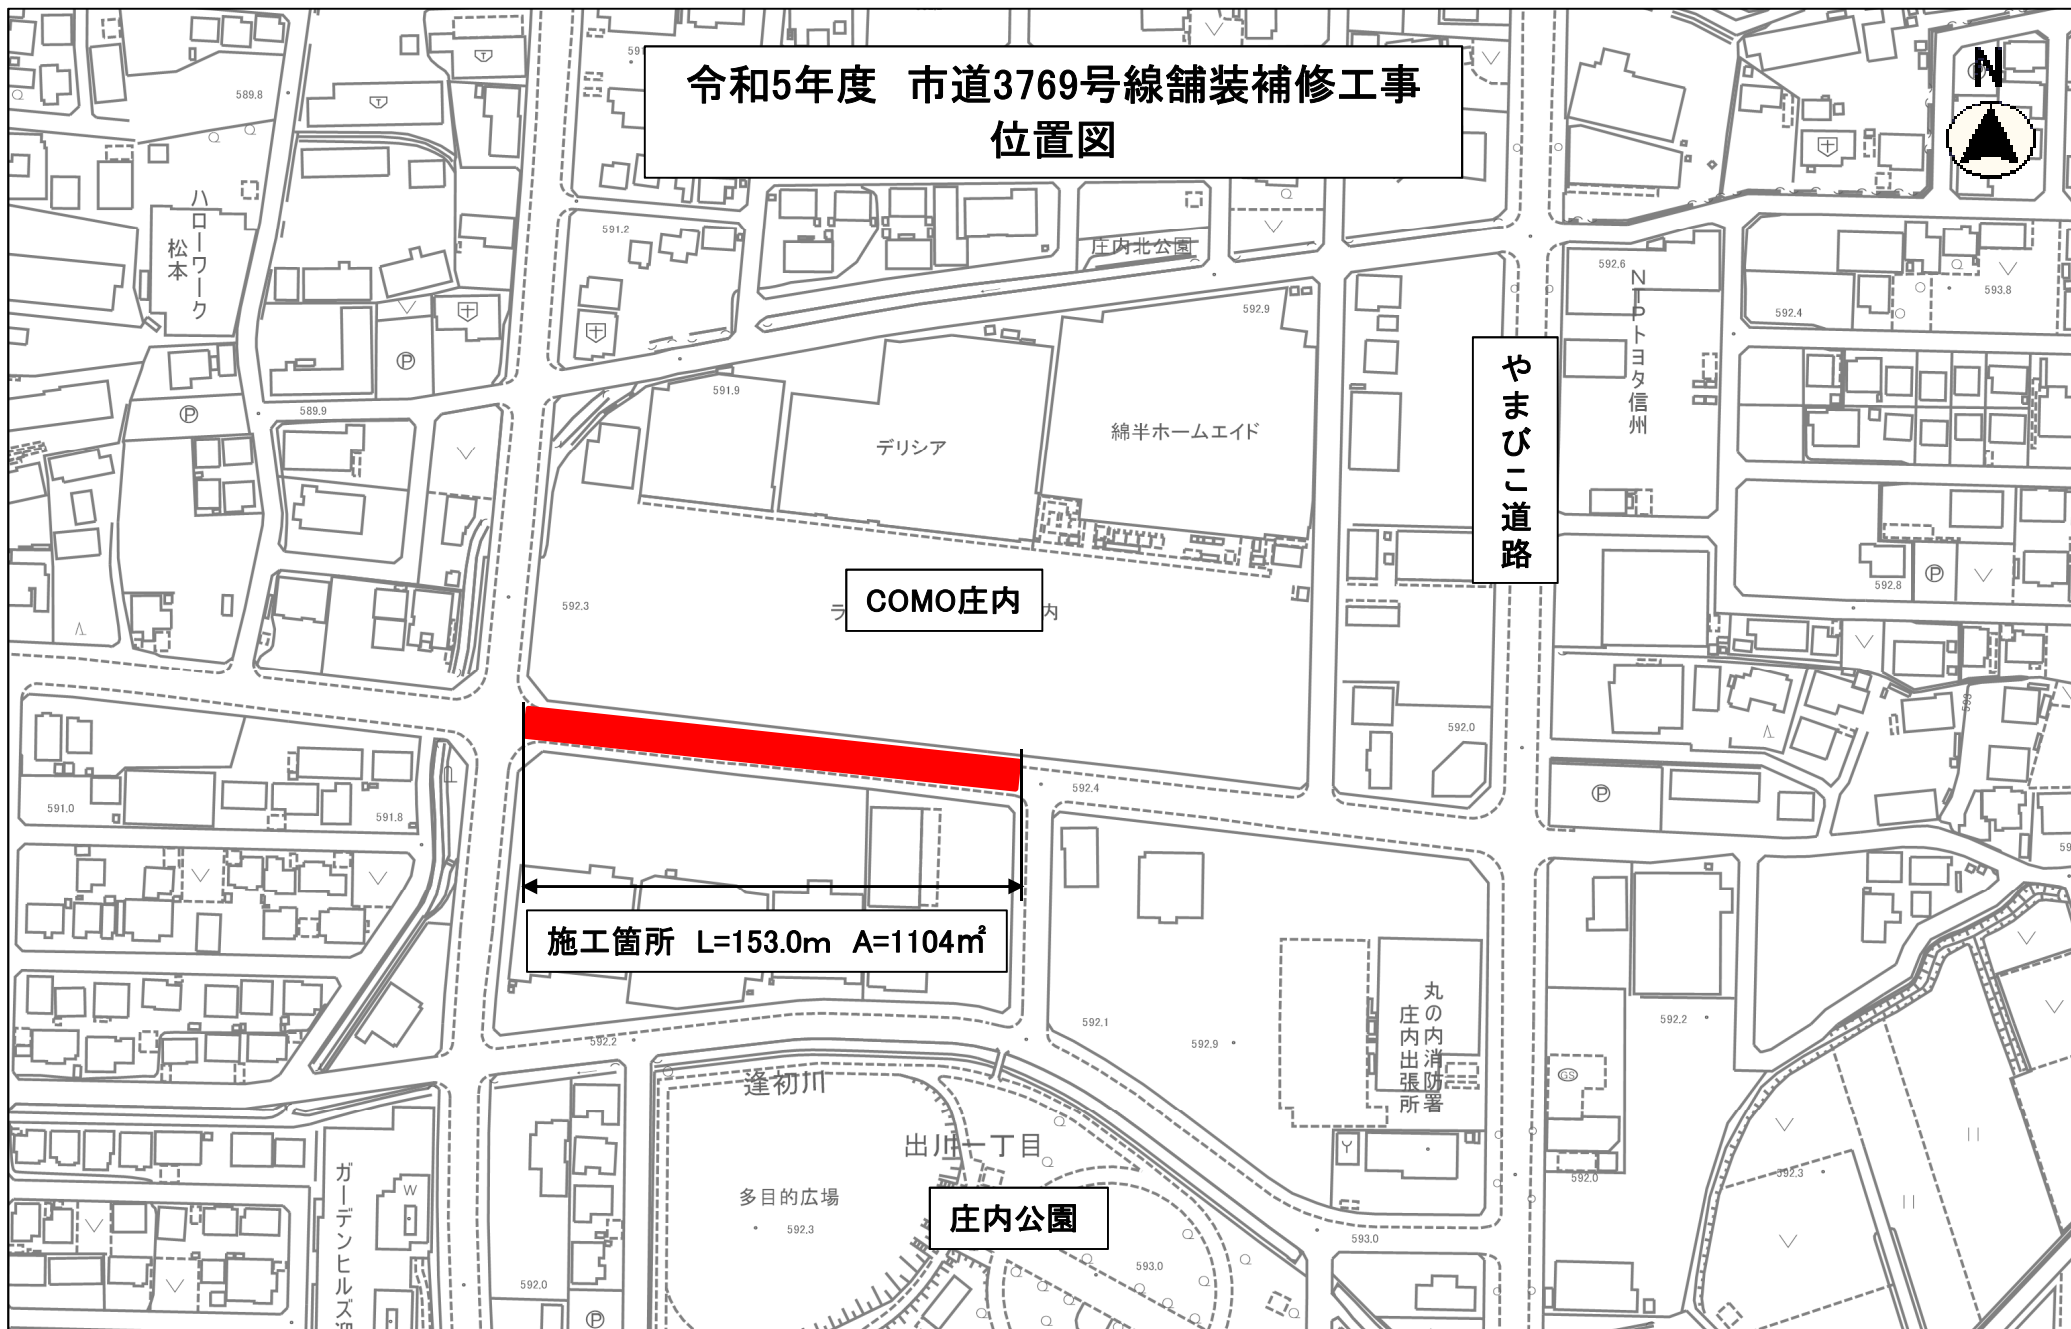 令和5年度　市道3769号線舗装補修工事
位置図
N
589.8
ハローワーク
松本
591.2
庄内北公園
592.9
592.6
NTPトヨタ信州
592.4
593.8
P
589.9
P
591.9
デリシア
綿半ホームエイド
やまびこ道路
592.3
ラ
COMO庄内
内
592.8
P
592.0
592.4
P
591.0
591.8
施工箇所　L=153.0m　A=1104㎡
592.2
592.1
592.9
丸の内消防署
庄内出張所
592.2
GS
逢初川
出川一丁目
多目的広場
592.3
庄内公園
593.0
593.0
592.0
592.3
ガーデンヒルズ
W
592.0
P